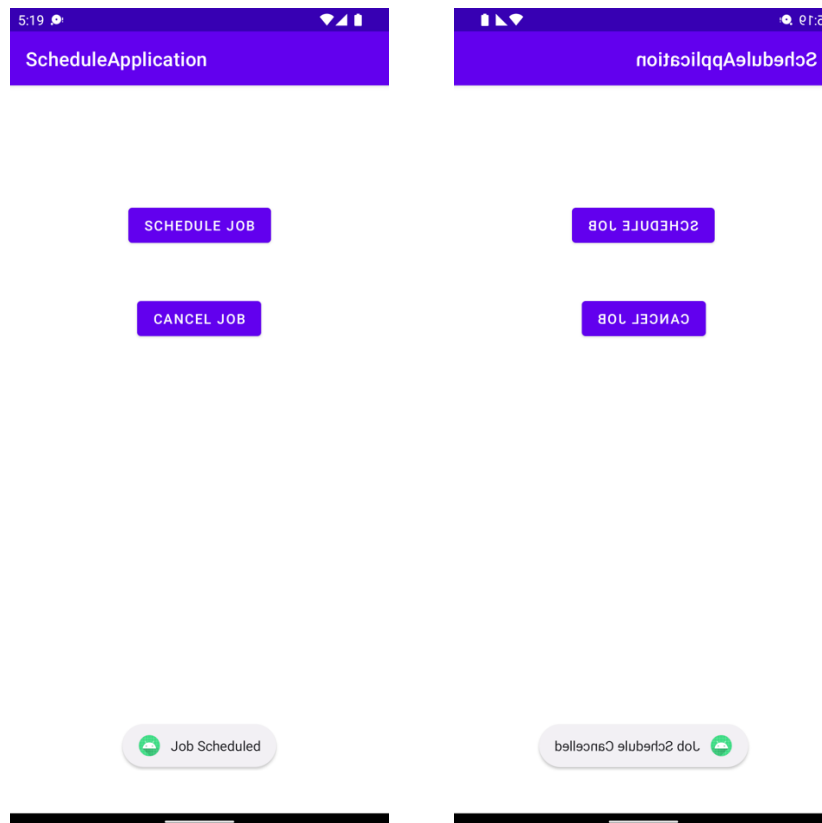 5:19
ScheduleApplication
SCHEDULE JOB
CANCEL JOB
Job Scheduled
5:19
ScheduleApplication
SCHEDULE JOB
CANCEL JOB
Job Schedule Cancelled